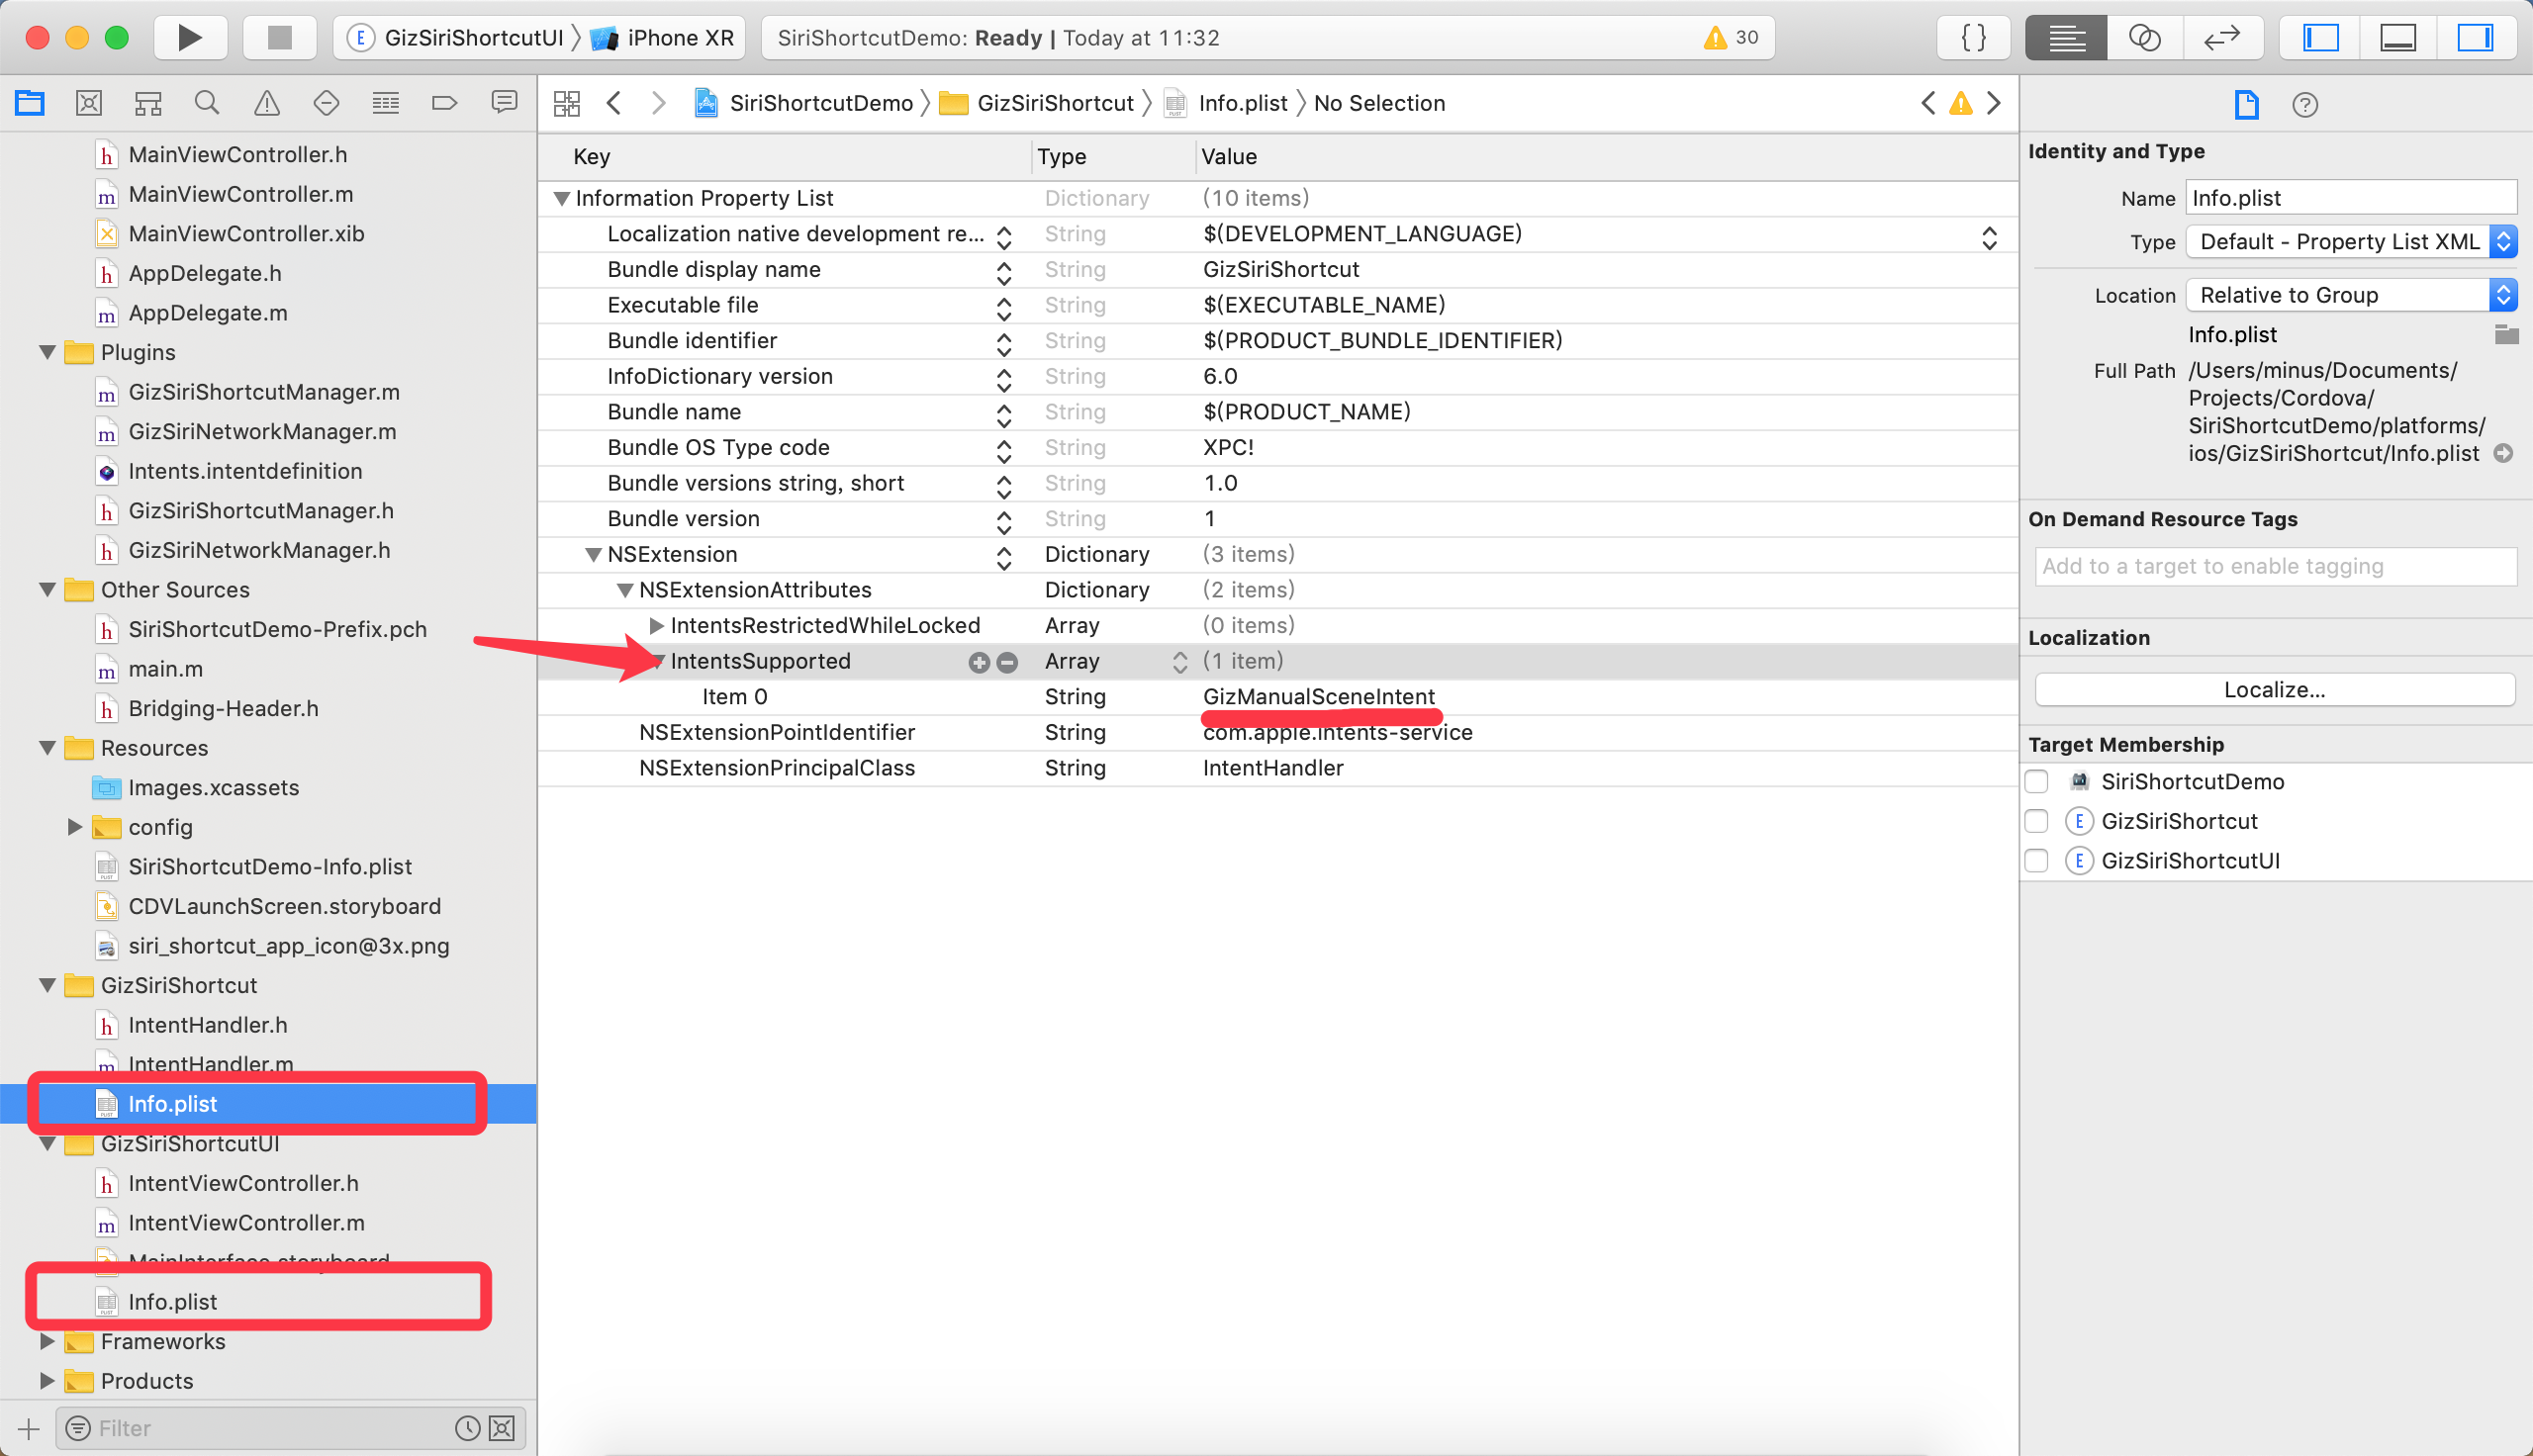 GizSiriShortcutUI 〉 iPhone XR
SiriShortcutDemo: Ready | Today at 11:32
30
{ }
SiriShortcutDemo 〉 GizSiriShortcut 〉 Info.plist 〉 No Selection
MainViewController.h
MainViewController.m
MainViewController.xib
AppDelegate.h
AppDelegate.m
Plugins
GizSiriShortcutManager.m
GizSiriNetworkManager.m
Intents.intentdefinition
GizSiriShortcutManager.h
GizSiriNetworkManager.h
Other Sources
SiriShortcutDemo-Prefix.pch
main.m
Bridging-Header.h
Resources
Images.xcassets
config
SiriShortcutDemo-Info.plist
CDVLaunchScreen.storyboard
siri_shortcut_app_icon@3x.png
GizSiriShortcut
IntentHandler.h
IntentHandler.m
Info.plist
GizSiriShortcutUI
IntentViewController.h
IntentViewController.m
MainInterface.storyboard
Info.plist
Frameworks
Products
Filter
Key Type Value
Information Property List Dictionary (10 items)
Localization native development re... String $(DEVELOPMENT_LANGUAGE)
Bundle display name String GizSiriShortcut
Executable file String $(EXECUTABLE_NAME)
Bundle identifier String $(PRODUCT_BUNDLE_IDENTIFIER)
InfoDictionary version String 6.0
Bundle name String $(PRODUCT_NAME)
Bundle OS Type code String XPC!
Bundle versions string, short String 1.0
Bundle version String 1
NSExtension Dictionary (3 items)
NSExtensionAttributes Dictionary (2 items)
IntentsRestrictedWhileLocked Array (0 items)
IntentsSupported Array (1 item)
Item 0 String GizManualSceneIntent
NSExtensionPointIdentifier String com.apple.intents-service
NSExtensionPrincipalClass String IntentHandler
Identity and Type
Name Info.plist
Type Default - Property List XML
Location Relative to Group
Info.plist
Full Path /Users/minus/Documents/
Projects/Cordova/
SiriShortcutDemo/platforms/
ios/GizSiriShortcut/Info.plist
On Demand Resource Tags
Add to a target to enable tagging
Localization
Localize...
Target Membership
SiriShortcutDemo
E GizSiriShortcut
E GizSiriShortcutUI